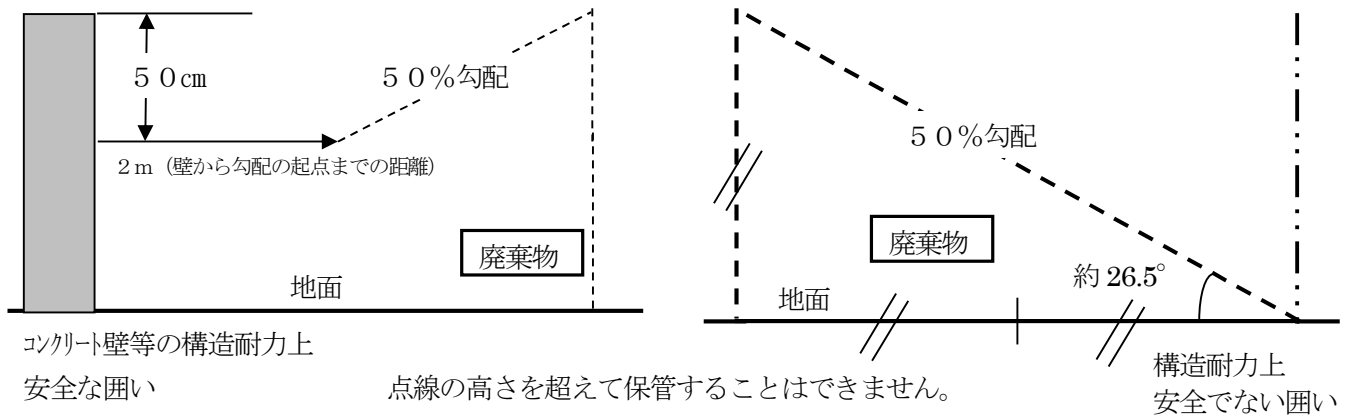 ５０㎝
５０％勾配
２ｍ（壁から勾配の起点までの距離）
廃棄物
地面
ｺﾝｸﾘｰﾄ壁等の構造耐力上
安全な囲い
５０％勾配
廃棄物
約 26.5°
地面
構造耐力上
安全でない囲い
点線の高さを超えて保管することはできません。